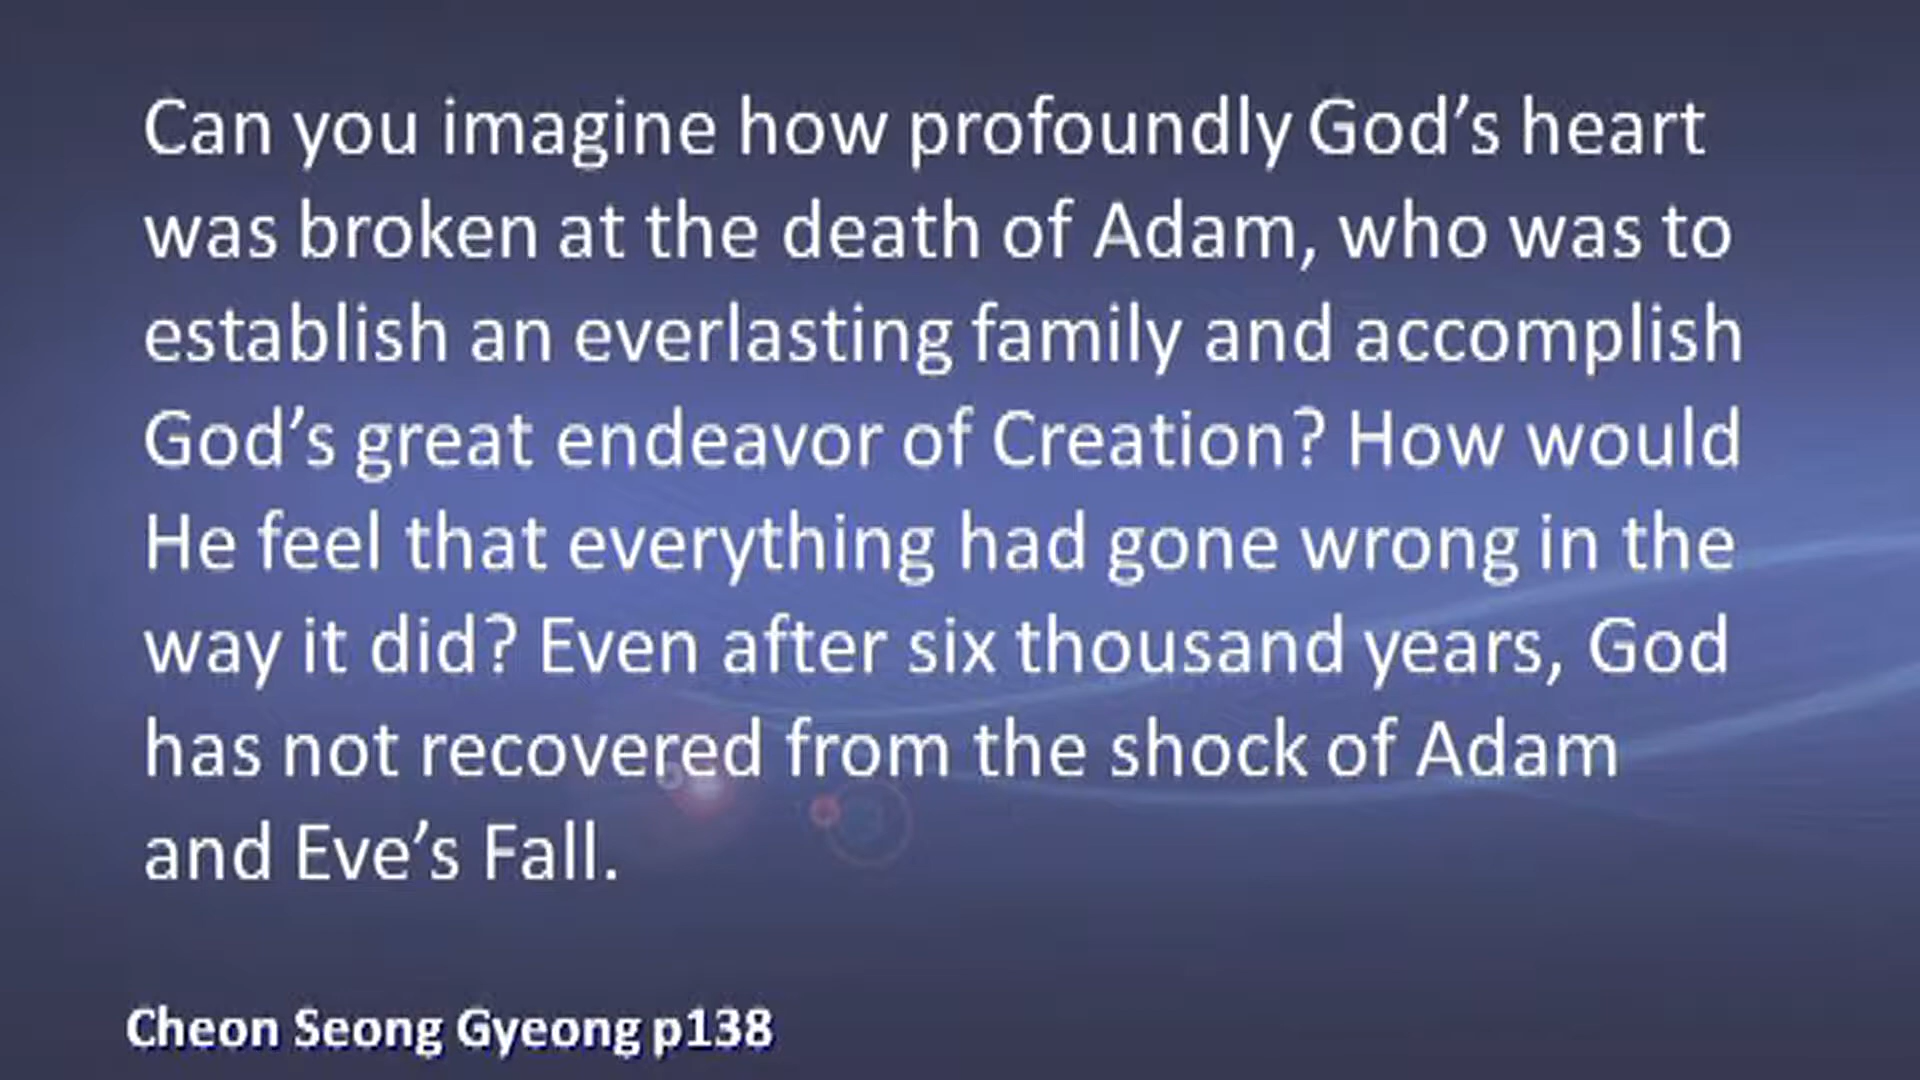 Can you imagine how profoundly God’s heart
was broken at the death of Adam, who was to
establish an everlasting family and accomplish
God’s great endeavor of Creation? How would
He feel that everything had gone wrong in the
way it did? Even after six thousand years, God
has not recovered from the shock of Adam
and Eve’s Fall.
Cheon Seong Gyeong p138